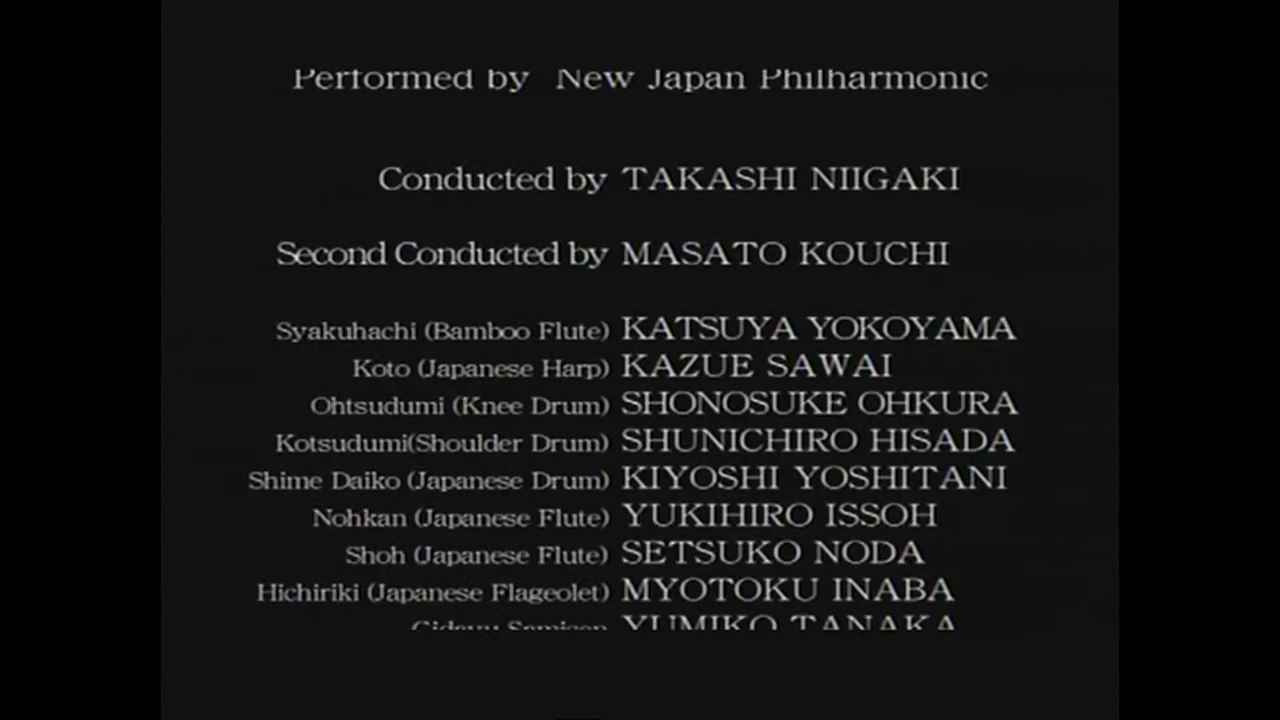 Performed by New Japan Philharmonic
Conducted by TAKASHI NIIGAKI
Second Conducted by MASATO KOUCHI
Syakuhachi (Bamboo Flute) KATSUYA YOKOYAMA
Koto (Japanese Harp) KAZUE SAWAI
Ohtsudumi (Knee Drum) SHONOSUKE OHKURA
Kotsudumi(Shoulder Drum) SHUNICHIRO HISADA
Shime Daiko (Japanese Drum) KIYOSHI YOSHITANI
Nohkan (Japanese Flute) YUKIHIRO ISSOH
Shoh (Japanese Flute) SETSUKO NODA
Hichiriki (Japanese Flageolet) MYOTOKU INABA
YUMIKO TANAKA